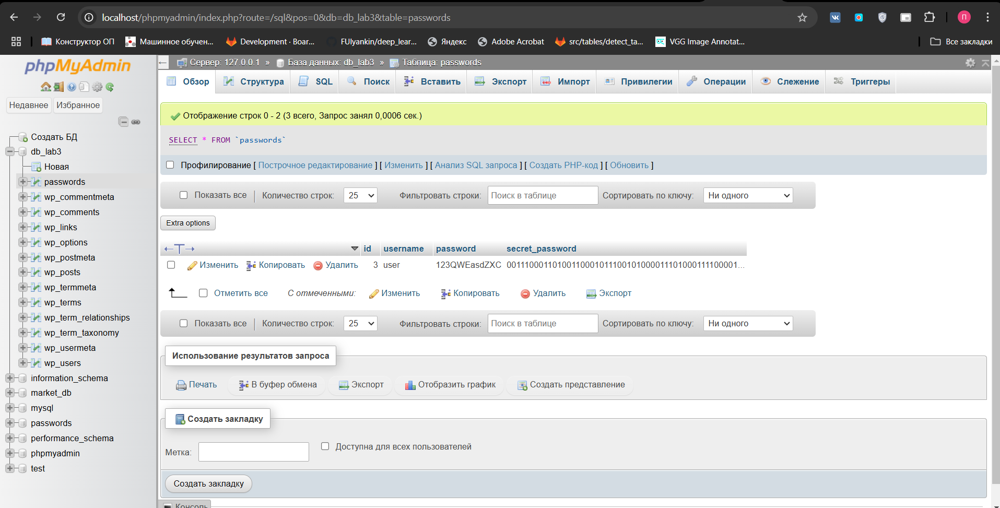 localhost/phpmyadmin/index.php?route=/sql&pos=0&db=db_lab3&table=passwords
П
Конструктор ОП
Машинное обучен...
Development · Boar...
FUlyankin/deep_lear...
Яндекс
Adobe Acrobat
src/tables/detect_ta...
VGG Image Annotat...
Все закладки
phpMyAdmin
Недавнее Избранное
Создать БД
db_lab3
Новая
passwords
wp_commentmeta
wp_comments
wp_links
wp_options
wp_postmeta
wp_posts
wp_termmeta
wp_terms
wp_term_relationships
wp_term_taxonomy
wp_usermeta
wp_users
information_schema
market_db
mysql
passwords
performance_schema
phpmyadmin
test
Сервер: 127.0.0.1 » База данных: db_lab3 » Таблица: passwords
Обзор Структура SQL Поиск Вставить Экспорт Импорт Привилегии Операции Слежение Триггеры
Отображение строк 0 - 2 (3 всего, Запрос занял 0,0006 сек.)
SELECT * FROM `passwords`
Профилирование [ Построчное редактирование ] [ Изменить ] [ Анализ SQL запроса ] [ Создать PHP-код ] [ Обновить ]
Показать все | Количество строк: 25 Фильтровать строки: Поиск в таблице Сортировать по ключу: Ни одного
Extra options
←T→ id username password secret_password
Изменить Копировать Удалить 3 user 123QWEasdZXC 00111000110100110001011100101000011101000111100001...
Отметить все С отмеченными: Изменить Копировать Удалить Экспорт
Показать все | Количество строк: 25 Фильтровать строки: Поиск в таблице Сортировать по ключу: Ни одного
Использование результатов запроса
Печать В буфер обмена Экспорт Отобразить график Создать представление
Создать закладку
Метка: Доступна для всех пользователей
Создать закладку
Консоль